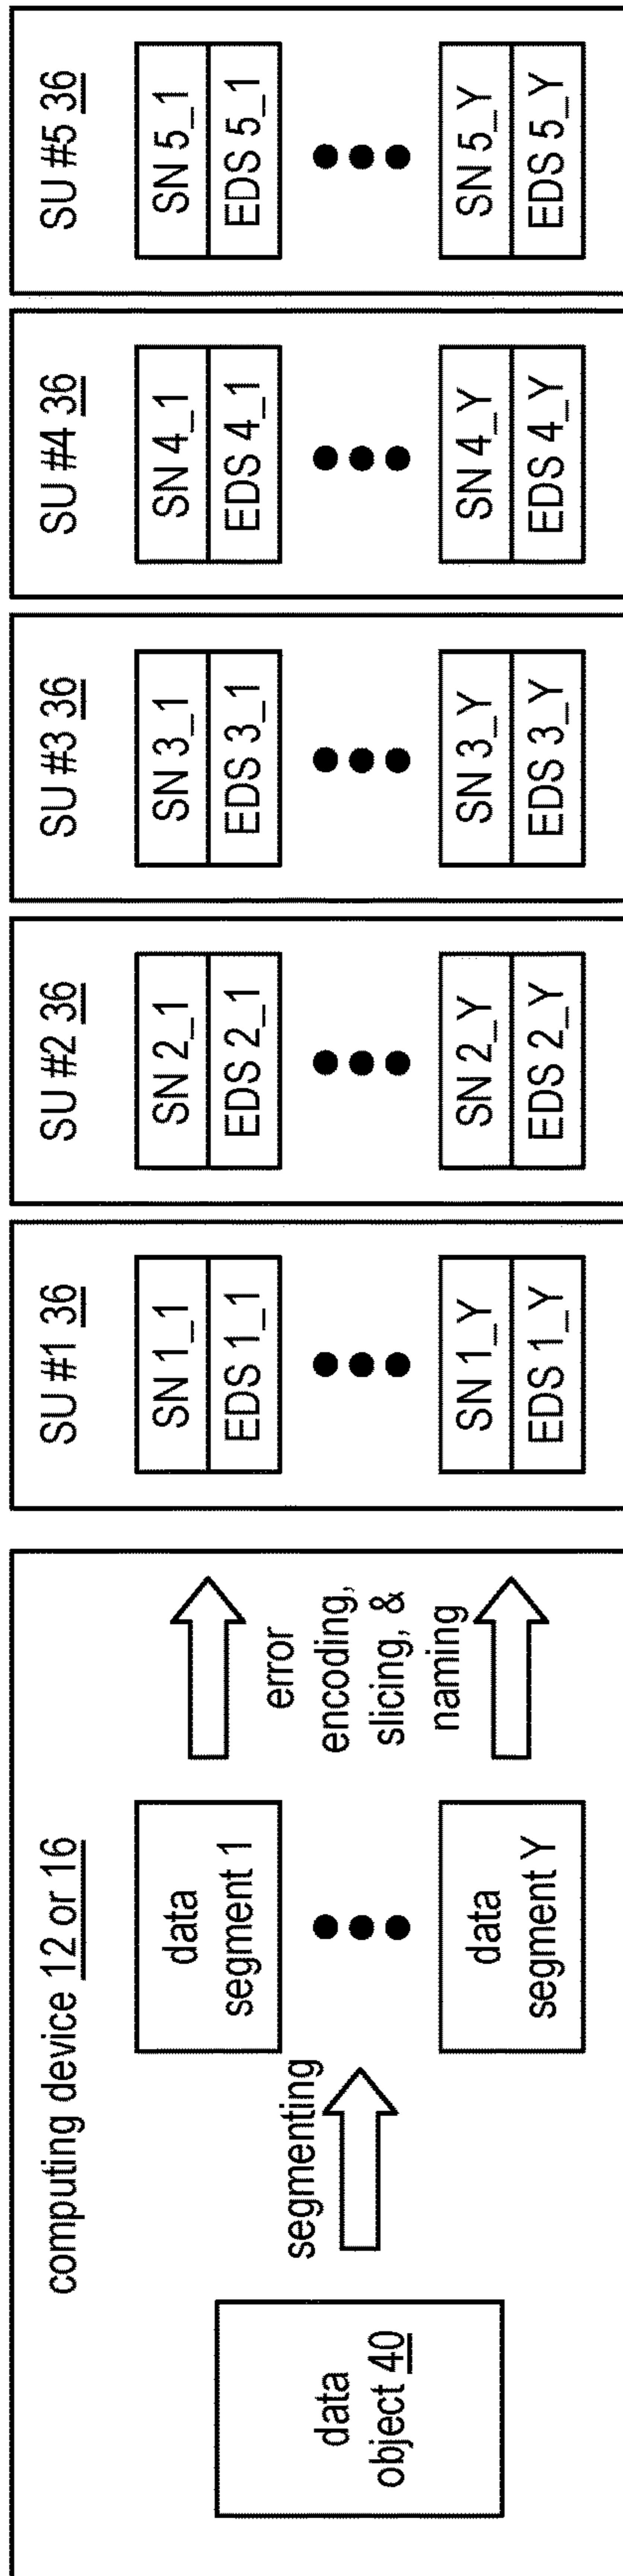 computing device 12 or 16
data
object 40
segmenting
data
segment 1
data
segment Y
error
encoding,
slicing, &
naming
SU #1 36
SN 1_1
EDS 1_1
SN 1_Y
EDS 1_Y
SU #2 36
SN 2_1
EDS 2_1
SN 2_Y
EDS 2_Y
SU #3 36
SN 3_1
EDS 3_1
SN 3_Y
EDS 3_Y
SU #4 36
SN 4_1
EDS 4_1
SN 4_Y
EDS 4_Y
SU #5 36
SN 5_1
EDS 5_1
SN 5_Y
EDS 5_Y